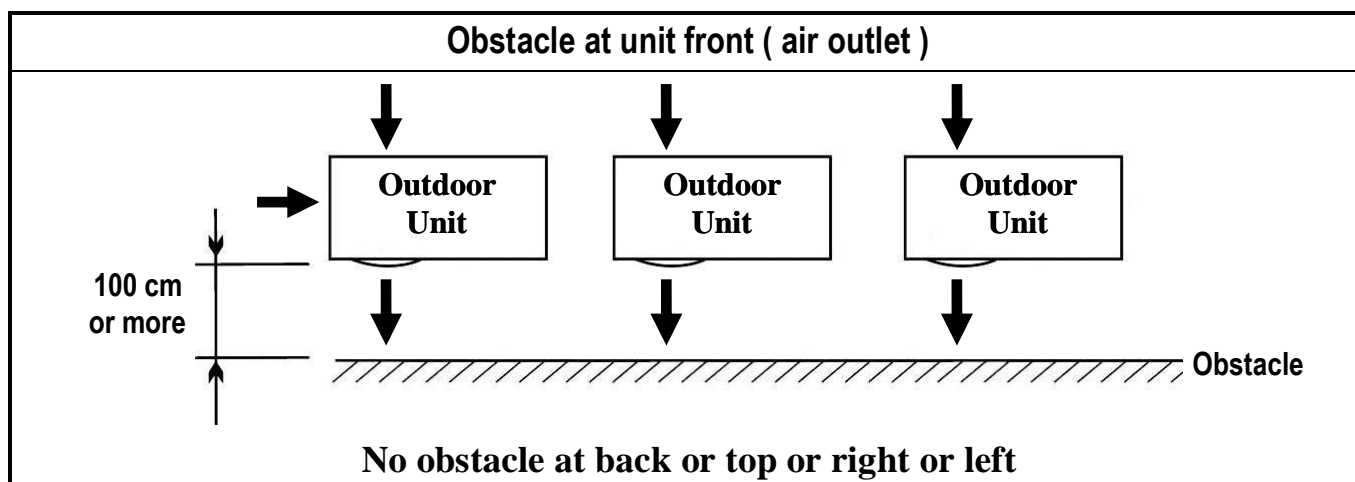 Obstacle at unit front ( air outlet )
Outdoor
Unit
Outdoor
Unit
Outdoor
Unit
100 cm
or more
Obstacle
No obstacle at back or top or right or left